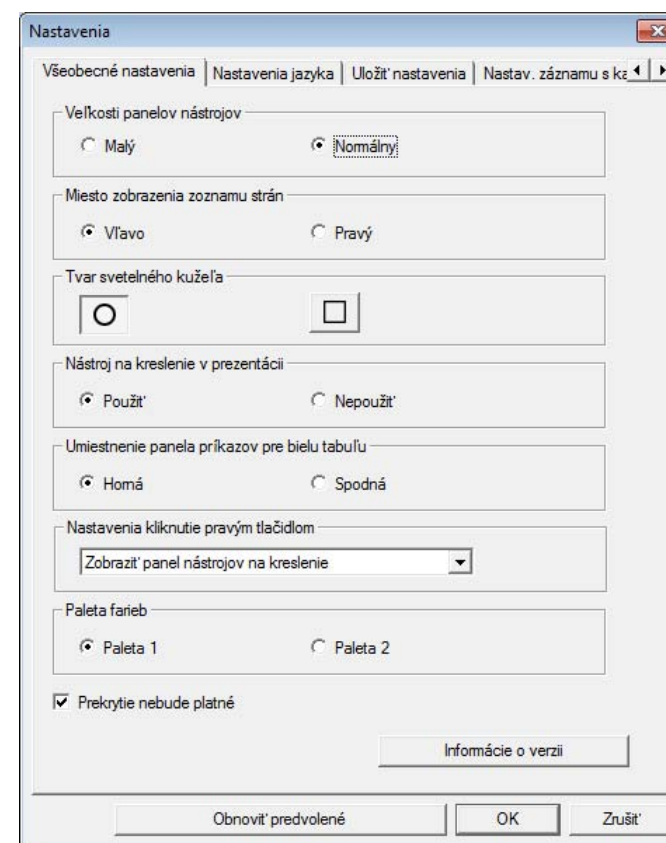 Nastavenia
Všeobecné nastavenia Nastavenia jazyka Uložiť nastavenia Nastav. záznamu s ka
Veľkosti panelov nástrojov
Malý Normálny
Miesto zobrazenia zoznamu strán
Vľavo Pravý
Tvar svetelného kužeľa
Nástroj na kreslenie v prezentácii
Použiť Nepoužiť
Umiestnenie panela príkazov pre bielu tabuľu
Horná Spodná
Nastavenia kliknutie pravým tlačidlom
Zobraziť panel nástrojov na kreslenie
Paleta farieb
Paleta 1 Paleta 2
Prekrytie nebude platné
Informácie o verzii
Obnoviť predvolené OK Zrušiť